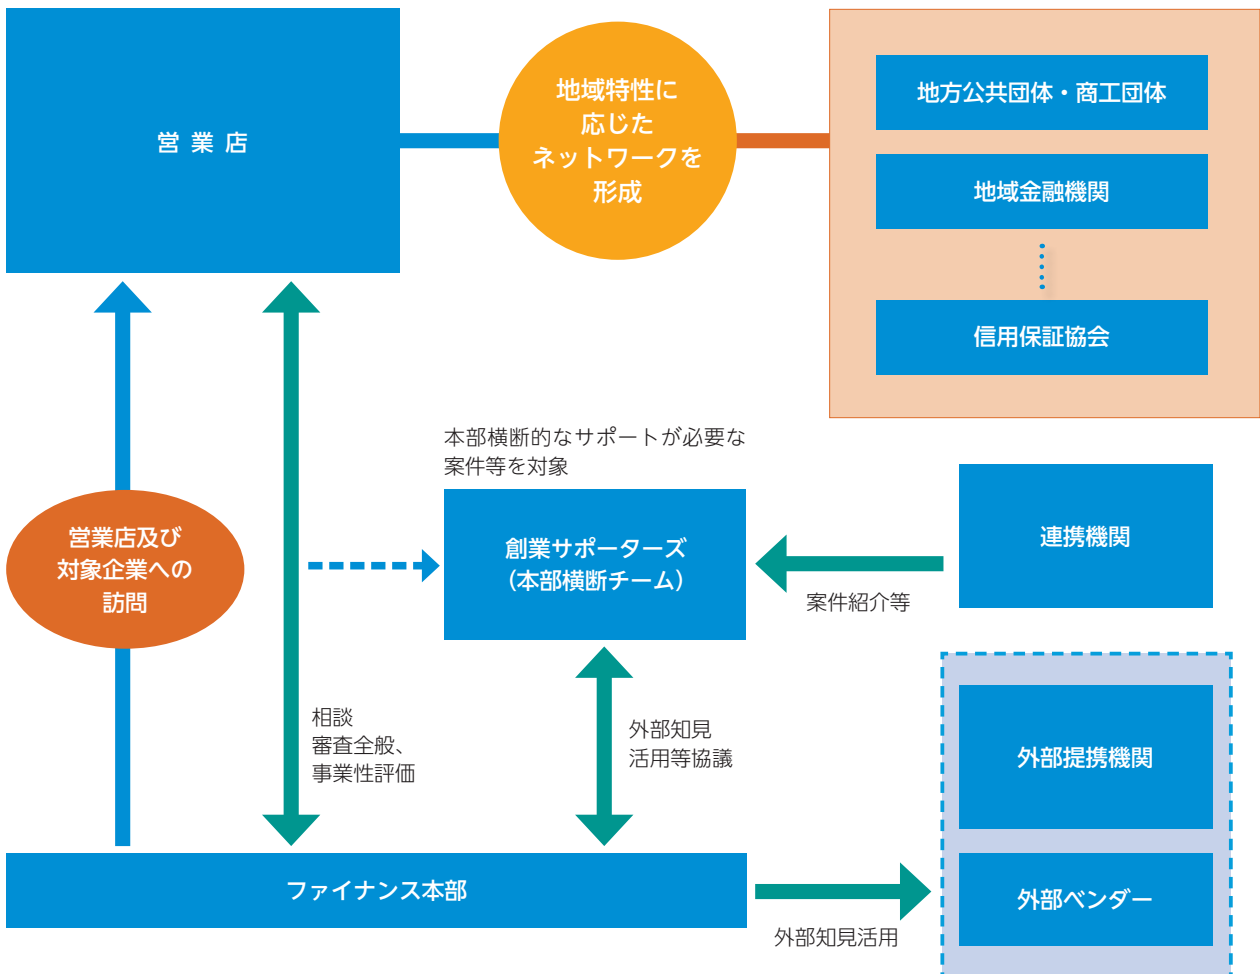 営業店
地域特性に
応じた
ネットワークを
形成
地方公共団体・商工団体
地域金融機関
信用保証協会
本部横断的なサポートが必要な
案件等を対象
創業サポーターズ
(本部横断チーム)
連携機関
案件紹介等
営業店及び
対象企業への
訪問
相談
審査全般、
事業性評価
外部知見
活用等協議
外部提携機関
外部ベンダー
ファイナンス本部
外部知見活用